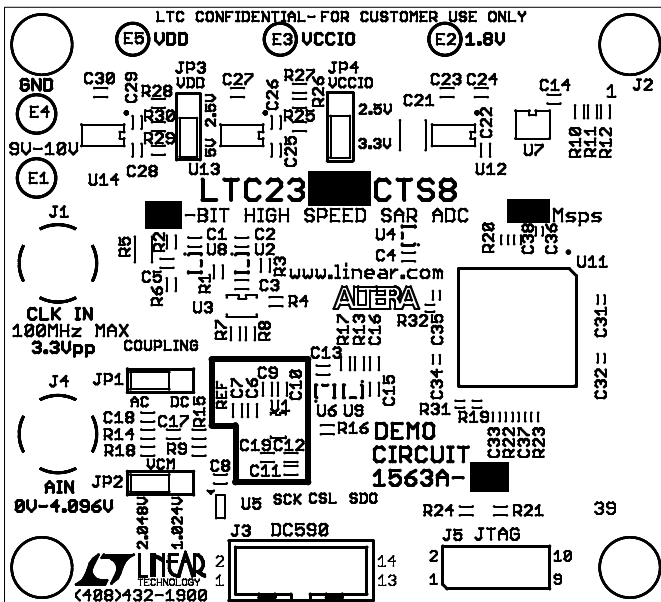 LTC CONFIDENTIAL-FOR CUSTOMER USE ONLY
E5 VDD
E3 VCCIO
E2 1.8V
GND
J2
E4
C30
C29
R28
R30
R29
C28
JP3
VDD
2.5V
5V
C27
C26
R27
R26
R25
C25
JP4
VCCIO
2.5V
3.3V
C21
C23
C24
C22
C14
1
U7
R10
R11
R12
9V-10V
E1
U14
U13
U12
LTC23
CTS8
-BIT HIGH SPEED SAR ADC
Msps
J1
R5
R2
C1
U8
C2
U2
C5
R65
R1
R3
C3
U4
C4
R20
C38
C36
U11
www.linear.com
ALTERA
U3
R4
R7
R8
R32
C35
C31
CLK IN
100MHz MAX
3.3Vpp
COUPLING
R17
R13
C16
C13
C34
C32
J4
JP1
AC
DC
REF
C7
C6
C9
C10
U1
U6
U9
C15
R31
R19
C18
R14
R18
C17
R9
R15
C19
C12
C11
R16
C33
R22
C37
R23
DEMO
CIRCUIT
1563A-
VCM
JP2
C8
AIN
0V-4.096V
2.048V
1.024V
U5
SCK
CSL
SDO
R24
R21
39
J3 DC590
J5 JTAG
2
14
1
13
2
10
1
9
LT LINEAR
TECHNOLOGY
(408)432-1900